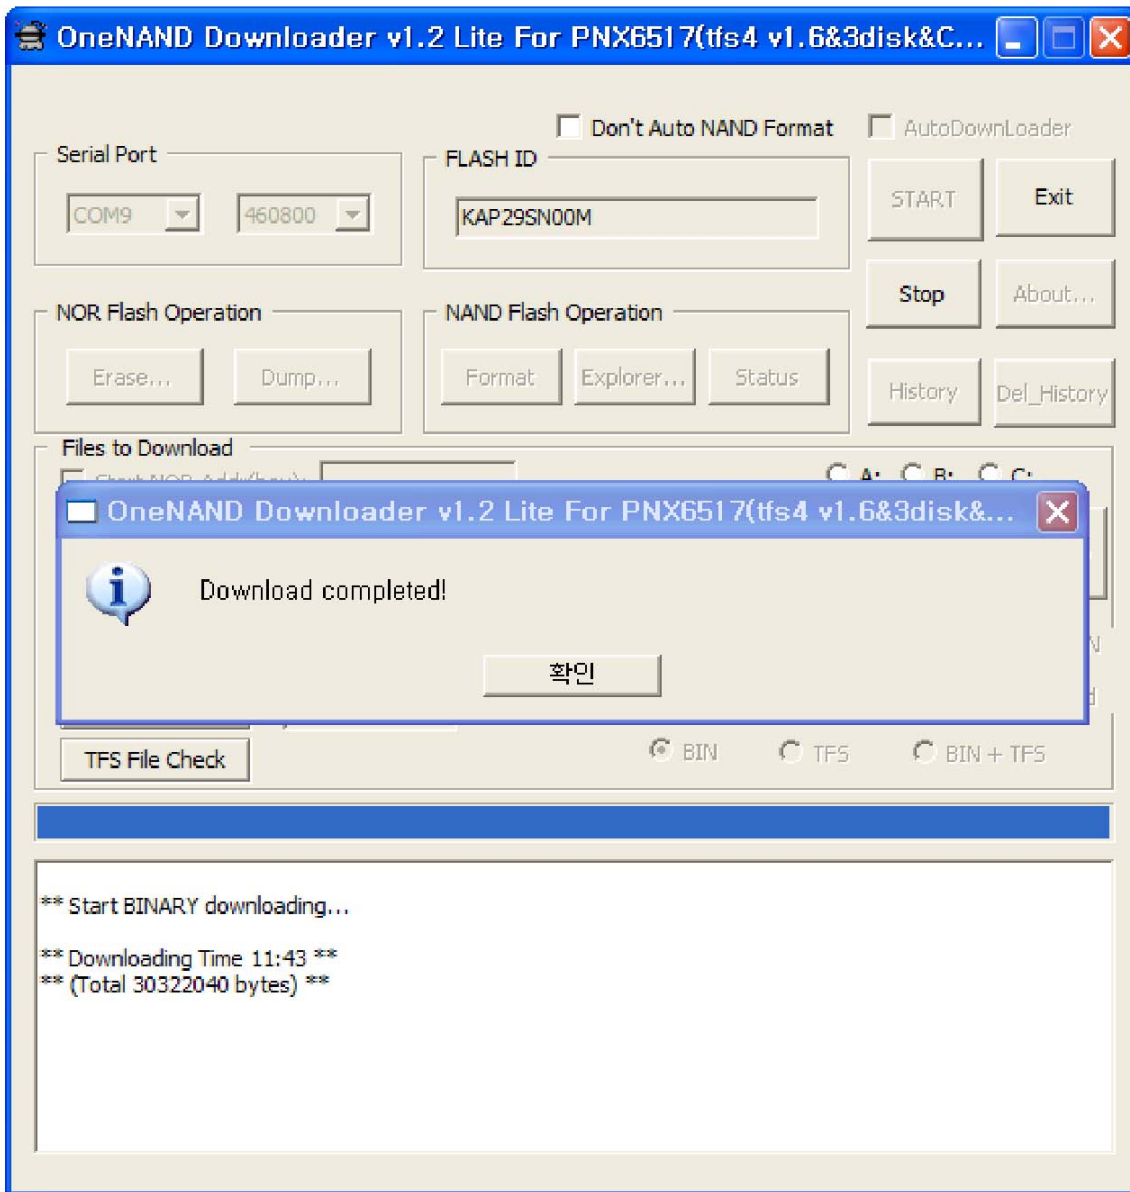 OneNAND Downloader v1.2 Lite For PNX6517(tfs4 v1.6&3disk&C...
Don't Auto NAND Format
AutoDownLoader
Serial Port
COM9
460800
FLASH ID
KAP29SN00M
START
Exit
Stop
About...
NOR Flash Operation
Erase...
Dump...
NAND Flash Operation
Format
Explorer...
Status
History
Del_History
Files to Download
A:
B:
C:
OneNAND Downloader v1.2 Lite For PNX6517(tfs4 v1.6&3disk&...
Download completed!
확인
TFS File Check
BIN
TFS
BIN + TFS
** Start BINARY downloading...
** Downloading Time 11:43 **
** (Total 30322040 bytes) **